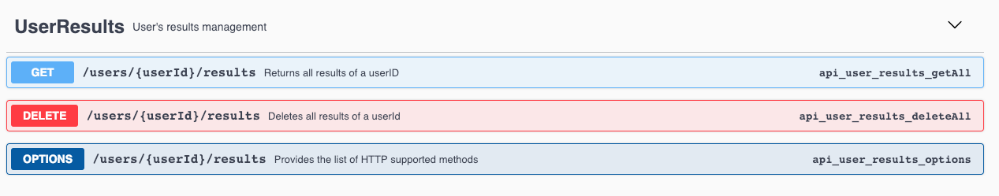 UserResults User's results management
GET /users/{userId}/results Returns all results of a userID api_user_results_getAll
DELETE /users/{userId}/results Deletes all results of a userId api_user_results_deleteAll
OPTIONS /users/{userId}/results Provides the list of HTTP supported methods api_user_results_options